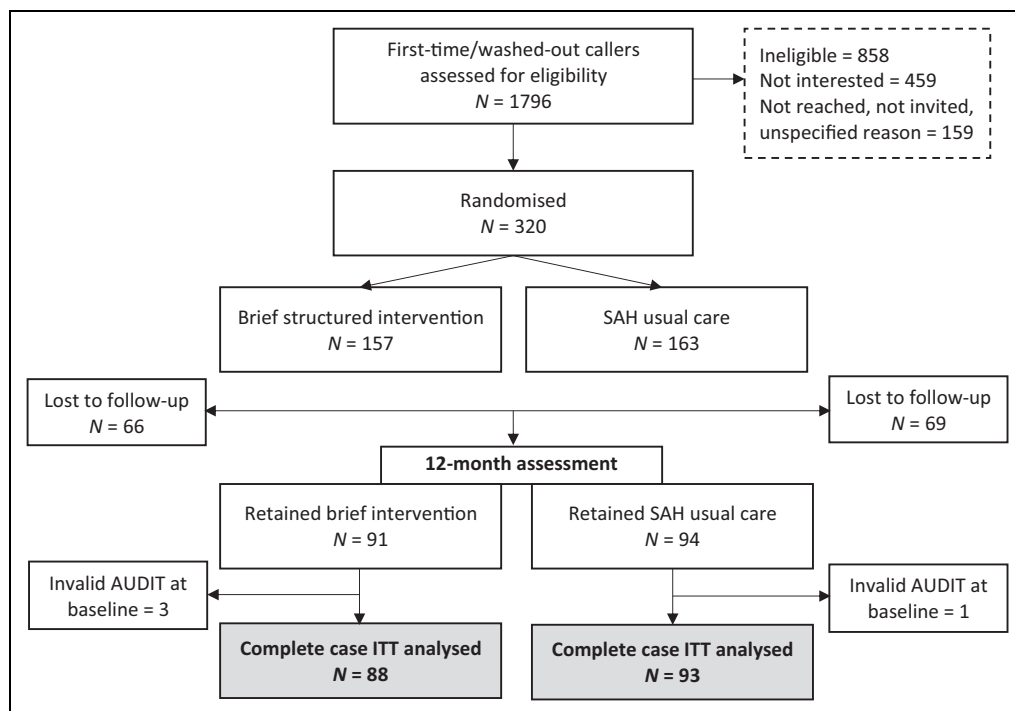 First-time/washed-out callers
assessed for eligibility
N = 1796
Ineligible = 858
Not interested = 459
Not reached, not invited,
unspecified reason = 159
Randomised
N = 320
Brief structured intervention
N = 157
SAH usual care
N = 163
Lost to follow-up
N = 66
Lost to follow-up
N = 69
12-month assessment
Retained brief intervention
N = 91
Retained SAH usual care
N = 94
Invalid AUDIT at
baseline = 3
Invalid AUDIT at
baseline = 1
Complete case ITT analysed
N = 88
Complete case ITT analysed
N = 93